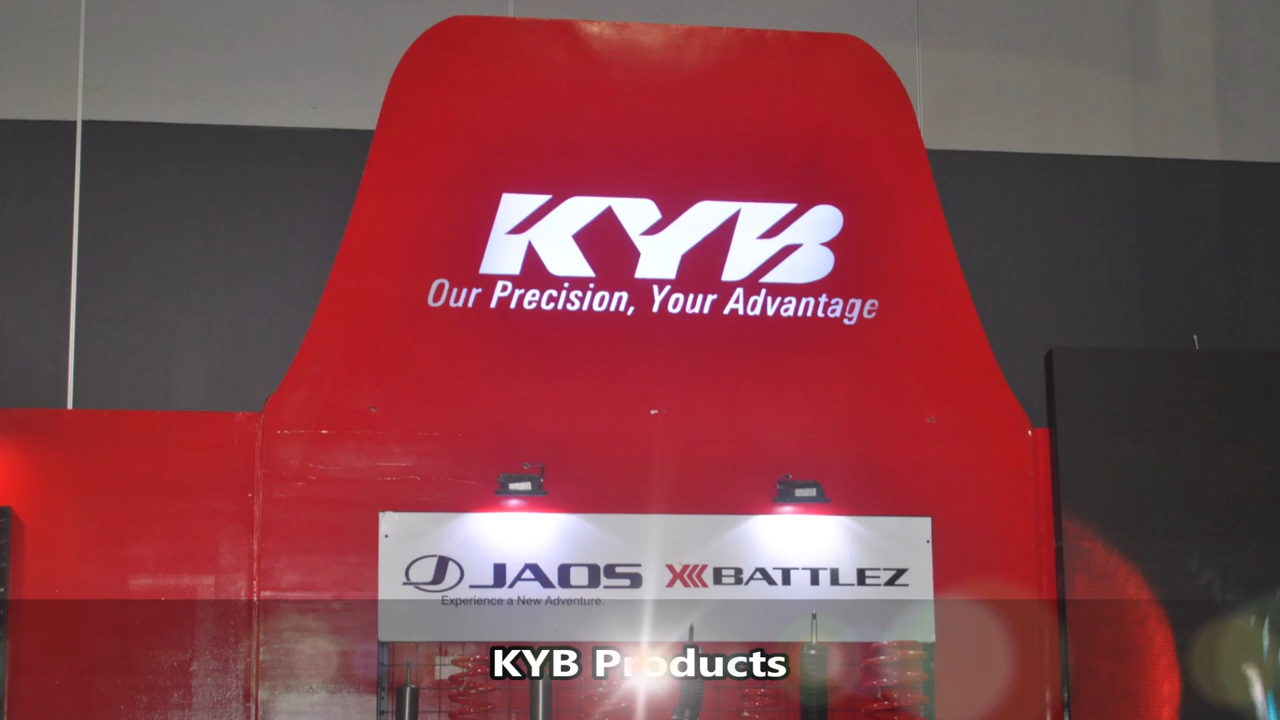 KYB
Our Precision, Your Advantage
JAOS BATTLEZ
Experience a New Adventure.
KYB Products